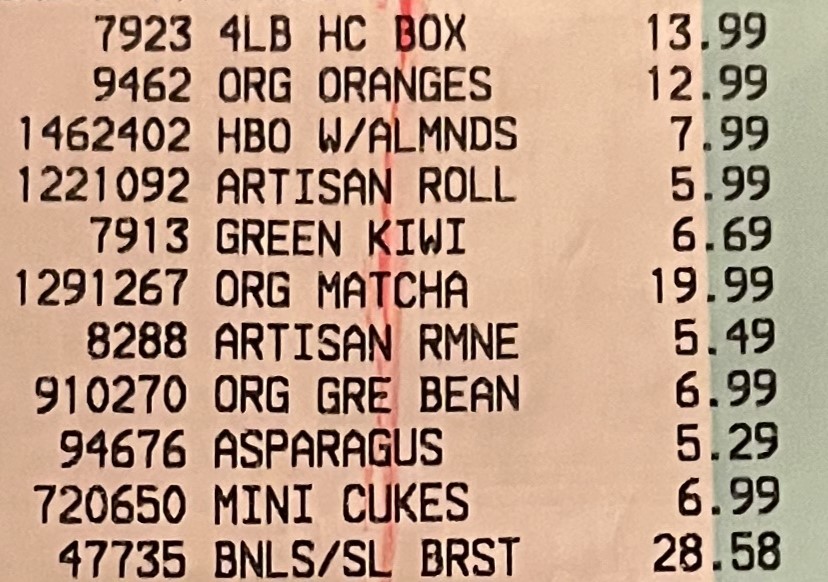 7923 4LB HC BOX 13.99
9462 ORG ORANGES 12.99
1462402 HBO W/ALMNDS 7.99
1221092 ARTISAN ROLL 5.99
7913 GREEN KIWI 6.69
1291267 ORG MATCHA 19.99
8288 ARTISAN RMNE 5.49
910270 ORG GRE BEAN 6.99
94676 ASPARAGUS 5.29
720650 MINI CUKES 6.99
47735 BNLS/SL BRST 28.58